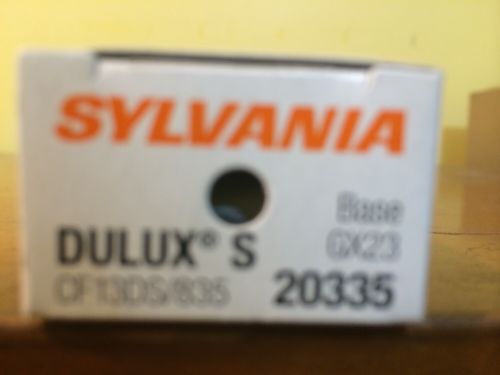 SYLVANIA
Base
DULUX® S GX23
CF13DS/835 20335